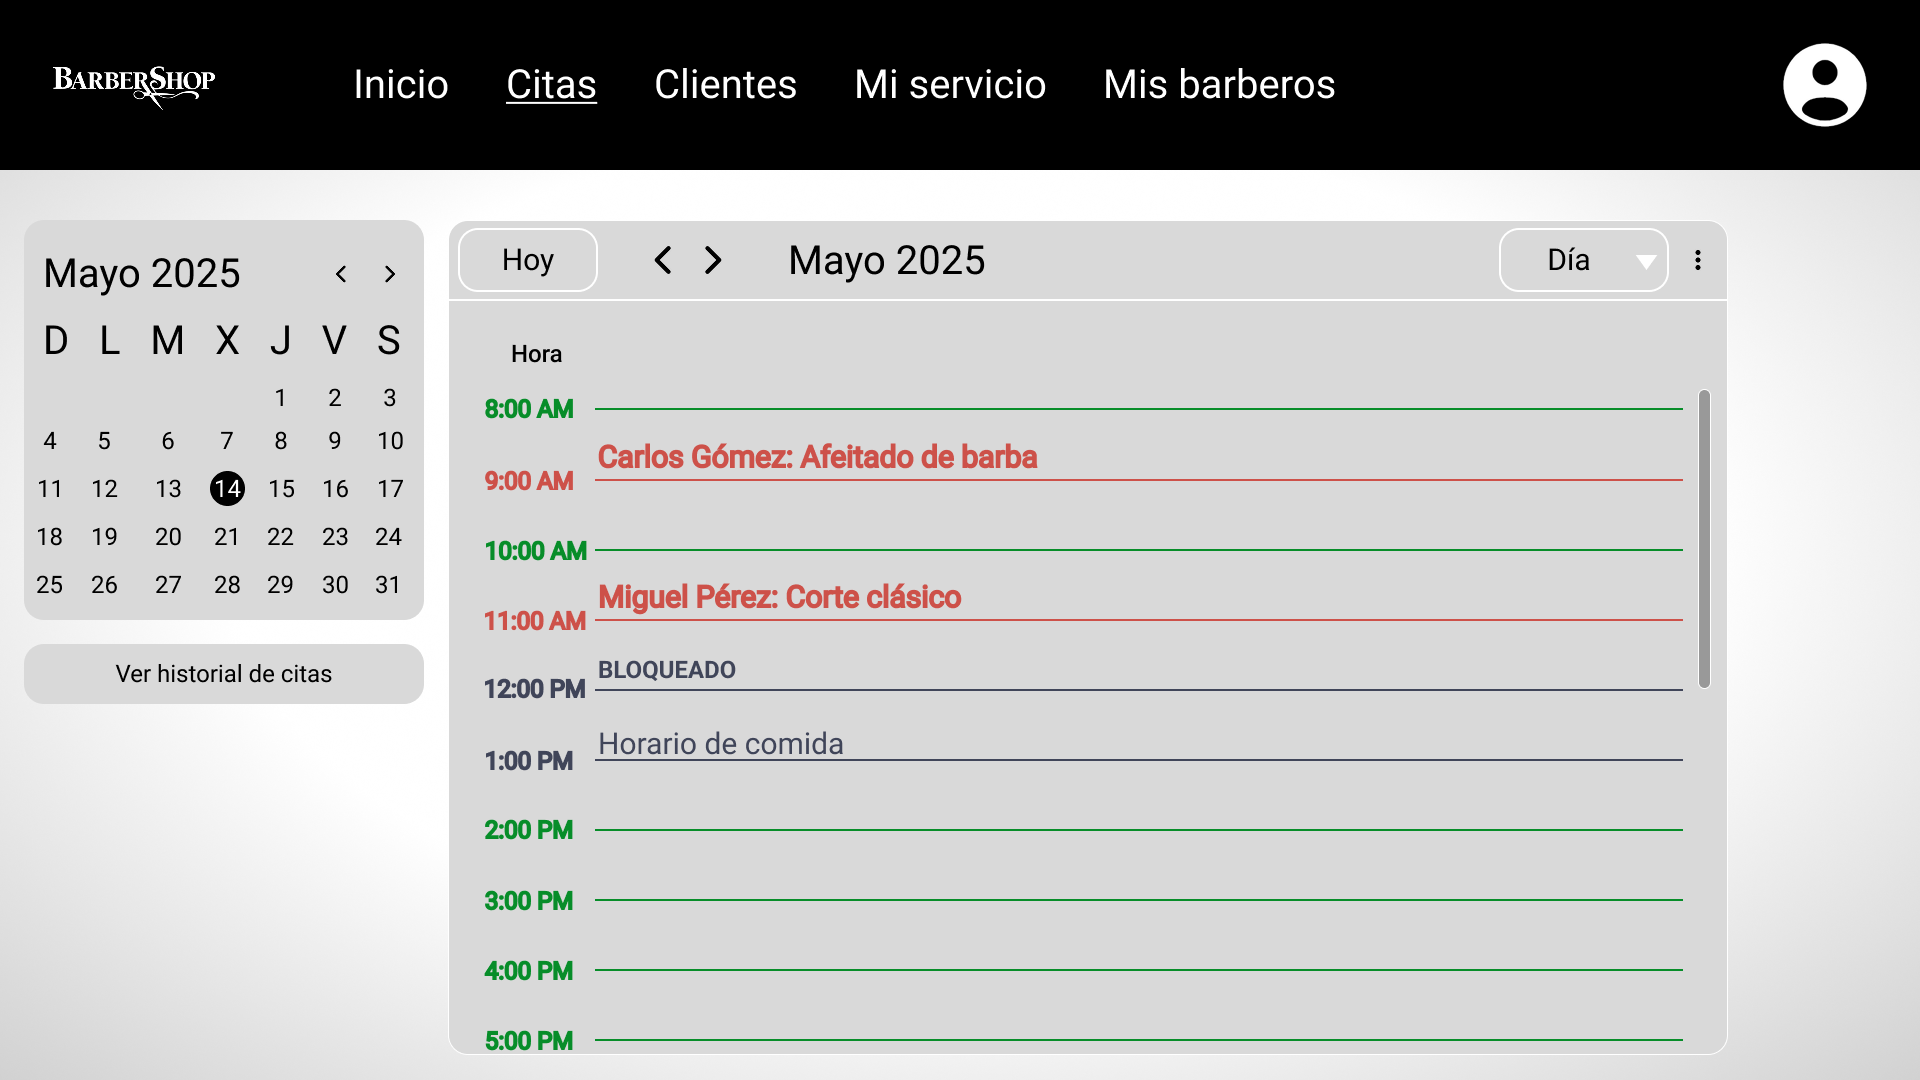 BARBERSHOP
Inicio Citas Clientes Mi servicio Mis barberos
Mayo 2025
D L M X J V S
1 2 3
4 5 6 7 8 9 10
11 12 13 14 15 16 17
18 19 20 21 22 23 24
25 26 27 28 29 30 31
Ver historial de citas
Hoy Mayo 2025 Día
Hora
8:00 AM
Carlos Gómez: Afeitado de barba
9:00 AM
10:00 AM
Miguel Pérez: Corte clásico
11:00 AM
BLOQUEADO
12:00 PM
Horario de comida
1:00 PM
2:00 PM
3:00 PM
4:00 PM
5:00 PM